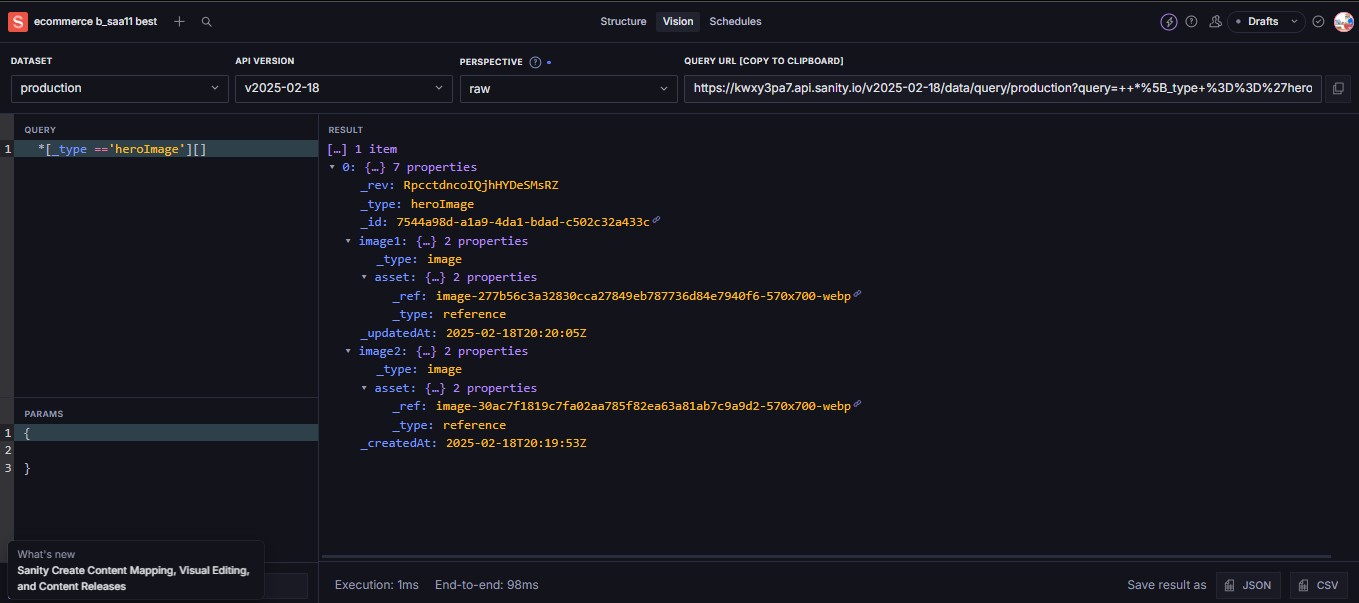 S ecommerce b_saa11 best
Structure Vision Schedules
Drafts
DATASET API VERSION PERSPECTIVE ? QUERY URL [COPY TO CLIPBOARD]
production v2025-02-18 raw https://kwxy3pa7.api.sanity.io/v2025-02-18/data/query/production?query=++*%5B_type+%3D%3D%27hero
QUERY
1 *[_type =='heroImage'][]
PARAMS
1 {
2
3 }
What's new
Sanity Create Content Mapping, Visual Editing,
and Content Releases
RESULT
[…] 1 item
0: {…} 7 properties
_rev: RpcctdncoIQjhHYDeSMsRZ
_type: heroImage
_id: 7544a98d-a1a9-4da1-bdad-c502c32a433c
image1: {…} 2 properties
_type: image
asset: {…} 2 properties
_ref: image-277b56c3a32830cca27849eb787736d84e7940f6-570x700-webp
_type: reference
_updatedAt: 2025-02-18T20:20:05Z
image2: {…} 2 properties
_type: image
asset: {…} 2 properties
_ref: image-30ac7f1819c7fa02aa785f82ea63a81ab7c9a9d2-570x700-webp
_type: reference
_createdAt: 2025-02-18T20:19:53Z
Execution: 1ms End-to-end: 98ms
Save result as JSON CSV